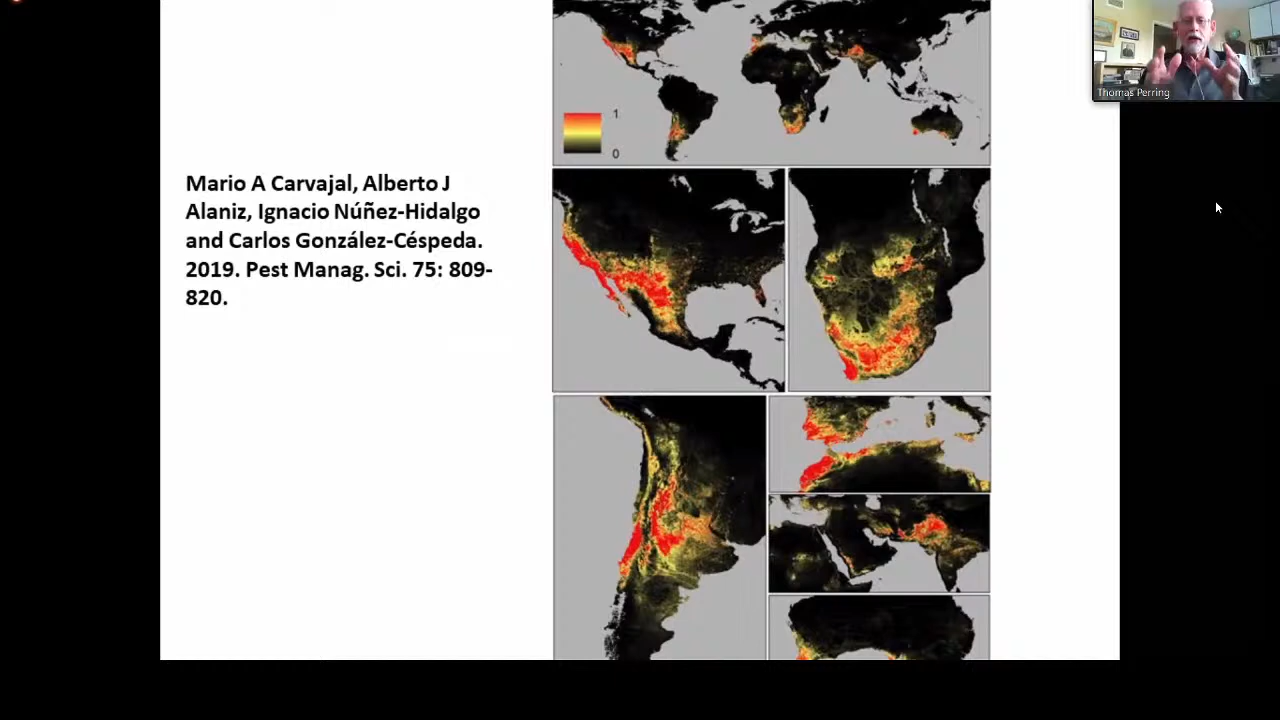 Mario A Carvajal, Alberto J
Alaniz, Ignacio Núñez-Hidalgo
and Carlos González-Céspeda.
2019. Pest Manag. Sci. 75: 809-
820.
1
0
Thomas Perring